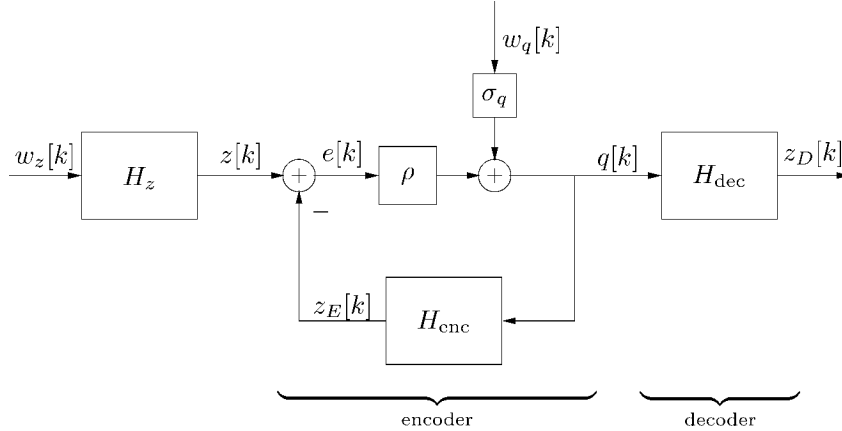 w_q[k]
σ_q
w_z[k]
H_z
z[k]
+
e[k]
ρ
+
q[k]
H_dec
z_D[k]
−
z_E[k]
H_enc
encoder
decoder